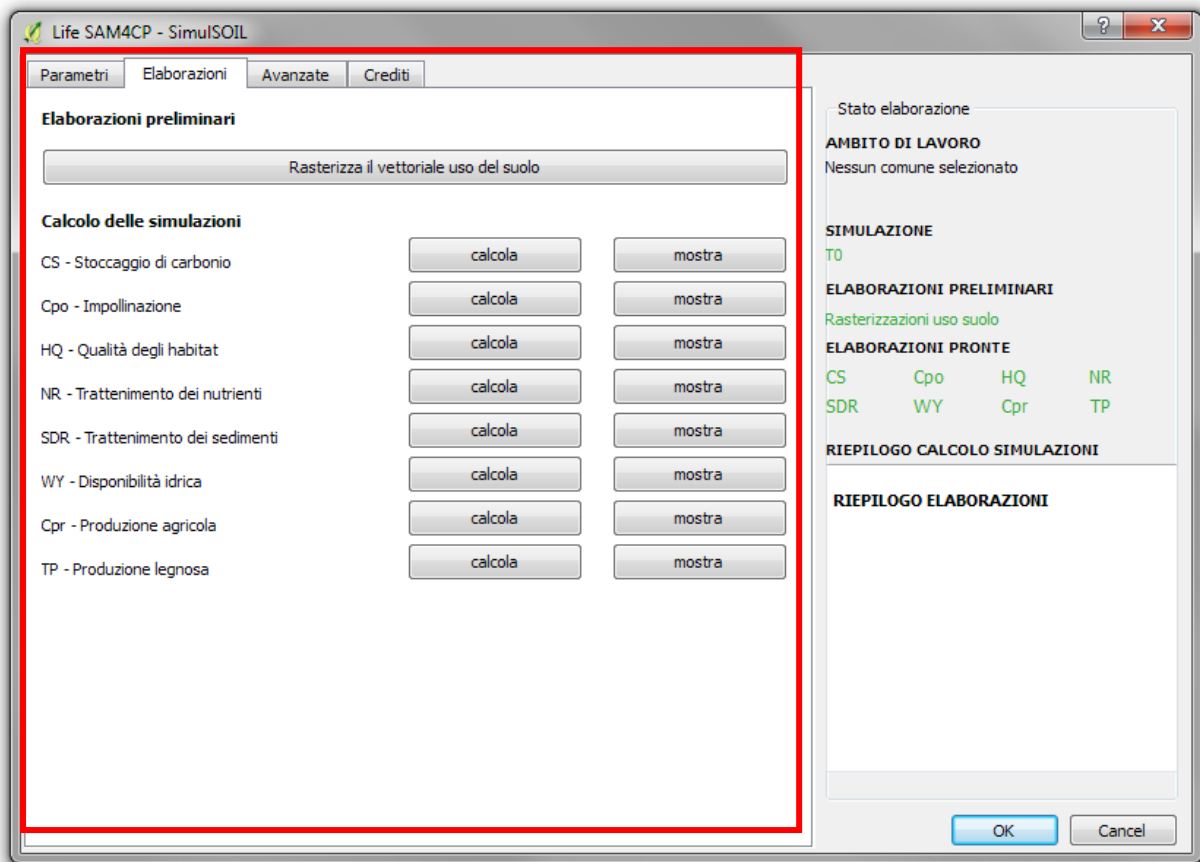 Life SAM4CP - SimulSOIL
?
X
Parametri Elaborazioni Avanzate Crediti
Elaborazioni preliminari
Rasterizza il vettoriale uso del suolo
Calcolo delle simulazioni
CS - Stoccaggio di carbonio calcola mostra
Cpo - Impollinazione calcola mostra
HQ - Qualità degli habitat calcola mostra
NR - Trattenimento dei nutrienti calcola mostra
SDR - Trattenimento dei sedimenti calcola mostra
WY - Disponibilità idrica calcola mostra
Cpr - Produzione agricola calcola mostra
TP - Produzione legnosa calcola mostra
Stato elaborazione
AMBITO DI LAVORO
Nessun comune selezionato
SIMULAZIONE
T0
ELABORAZIONI PRELIMINARI
Rasterizzazioni uso suolo
ELABORAZIONI PRONTE
CS Cpo HQ NR
SDR WY Cpr TP
RIEPILOGO CALCOLO SIMULAZIONI
RIEPILOGO ELABORAZIONI
OK Cancel